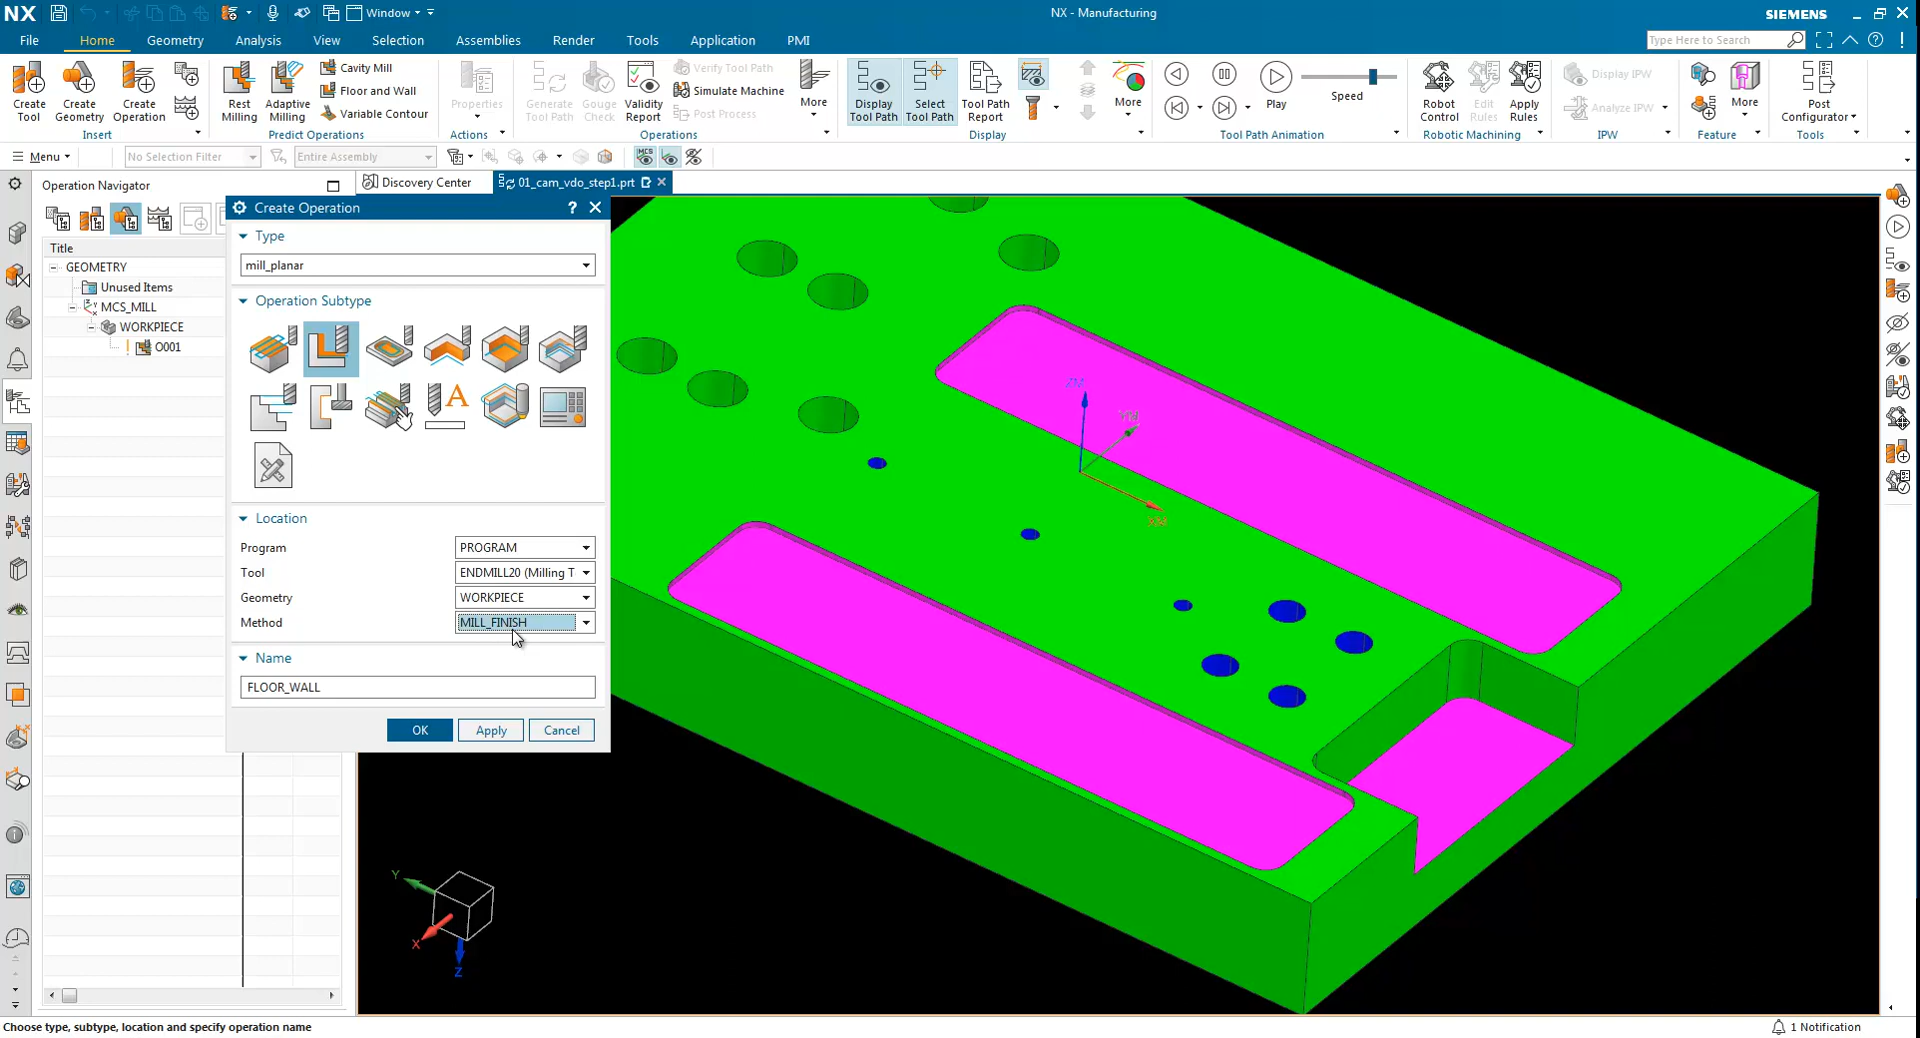 NX
Window
NX - Manufacturing
SIEMENS
File
Home
Geometry
Analysis
View
Selection
Assemblies
Render
Tools
Application
PMI
Type Here to Search
Create Tool
Create Geometry
Create Operation
Insert
Rest Milling
Adaptive Milling
Cavity Mill
Floor and Wall
Variable Contour
Predict Operations
Properties
Actions
Generate Tool Path
Gouge Check
Validity Report
Verify Tool Path
Simulate Machine
Post Process
More
Operations
Display Tool Path
Select Tool Path
Tool Path Report
More
Display
Play
Speed
Tool Path Animation
Robot Control
Edit Rules
Apply Rules
Robotic Machining
Display IPW
Analyze IPW
IPW
More
Feature
Post Configurator
Tools
Menu
No Selection Filter
Entire Assembly
MCS
Operation Navigator
Discovery Center
01_cam_vdo_step1.prt
Title
GEOMETRY
Unused Items
MCS_MILL
WORKPIECE
O001
Create Operation
Type
mill_planar
Operation Subtype
A
Location
Program PROGRAM
Tool ENDMILL20 (Milling T
Geometry WORKPIECE
Method MILL_FINISH
Name
FLOOR_WALL
OK Apply Cancel
ZM
YM
XM
Y
X
Z
Choose type, subtype, location and specify operation name
1 Notification